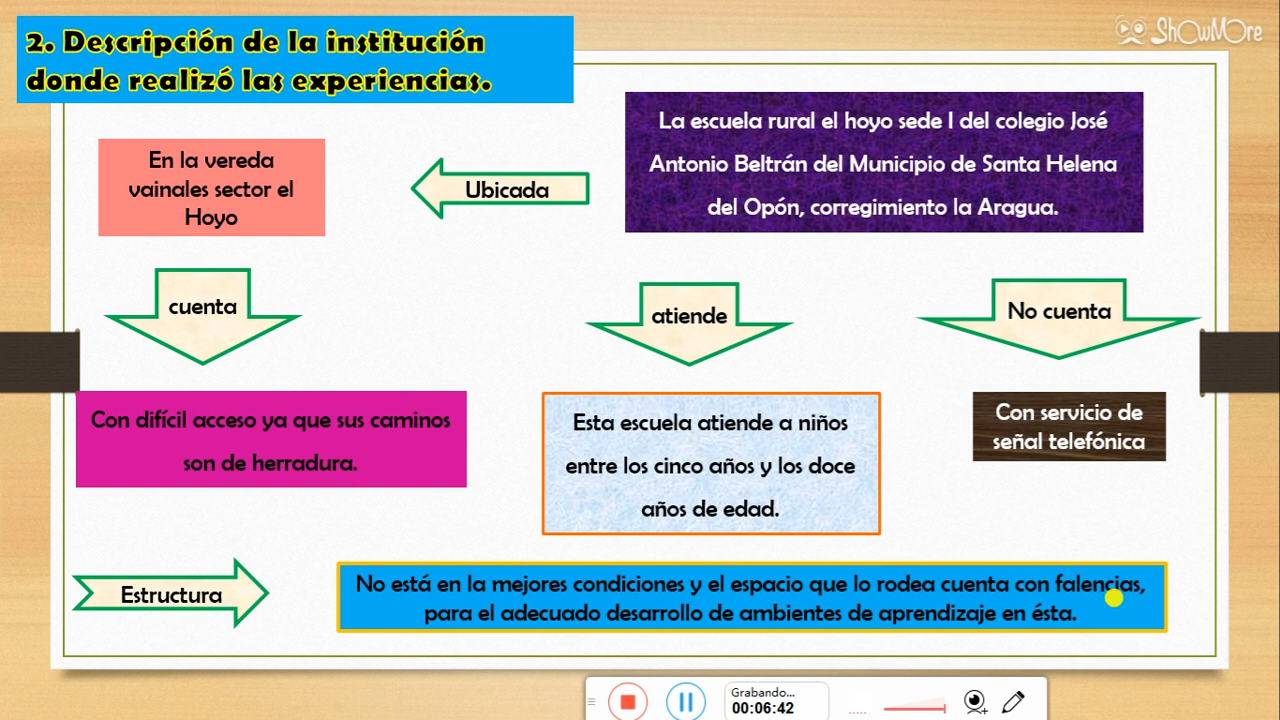 2. Descripción de la institución
donde realizó las experiencias.
ShowMore
La escuela rural el hoyo sede I del colegio José
Antonio Beltrán del Municipio de Santa Helena
del Opón, corregimiento la Aragua.
Ubicada
En la vereda
vainales sector el
Hoyo
cuenta
atiende
No cuenta
Con difícil acceso ya que sus caminos
son de herradura.
Esta escuela atiende a niños
entre los cinco años y los doce
años de edad.
Con servicio de
señal telefónica
Estructura
No está en la mejores condiciones y el espacio que lo rodea cuenta con falencias,
para el adecuado desarrollo de ambientes de aprendizaje en ésta.
Grabando...
00:06:42